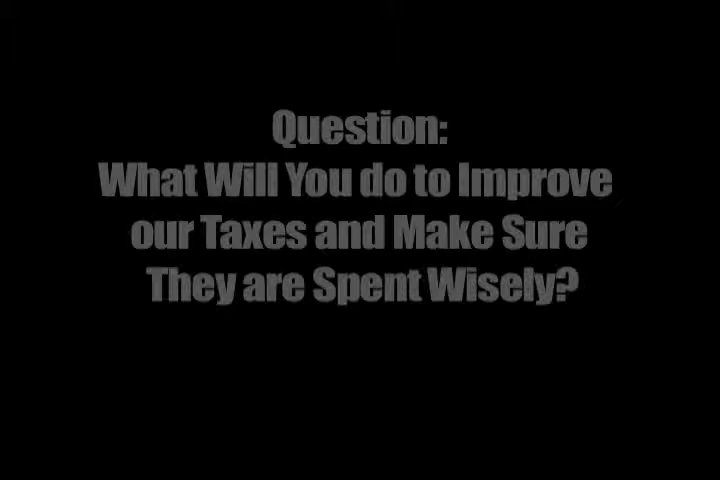 Question:
What Will You do to Improve
our Taxes and Make Sure
They are Spent Wisely?